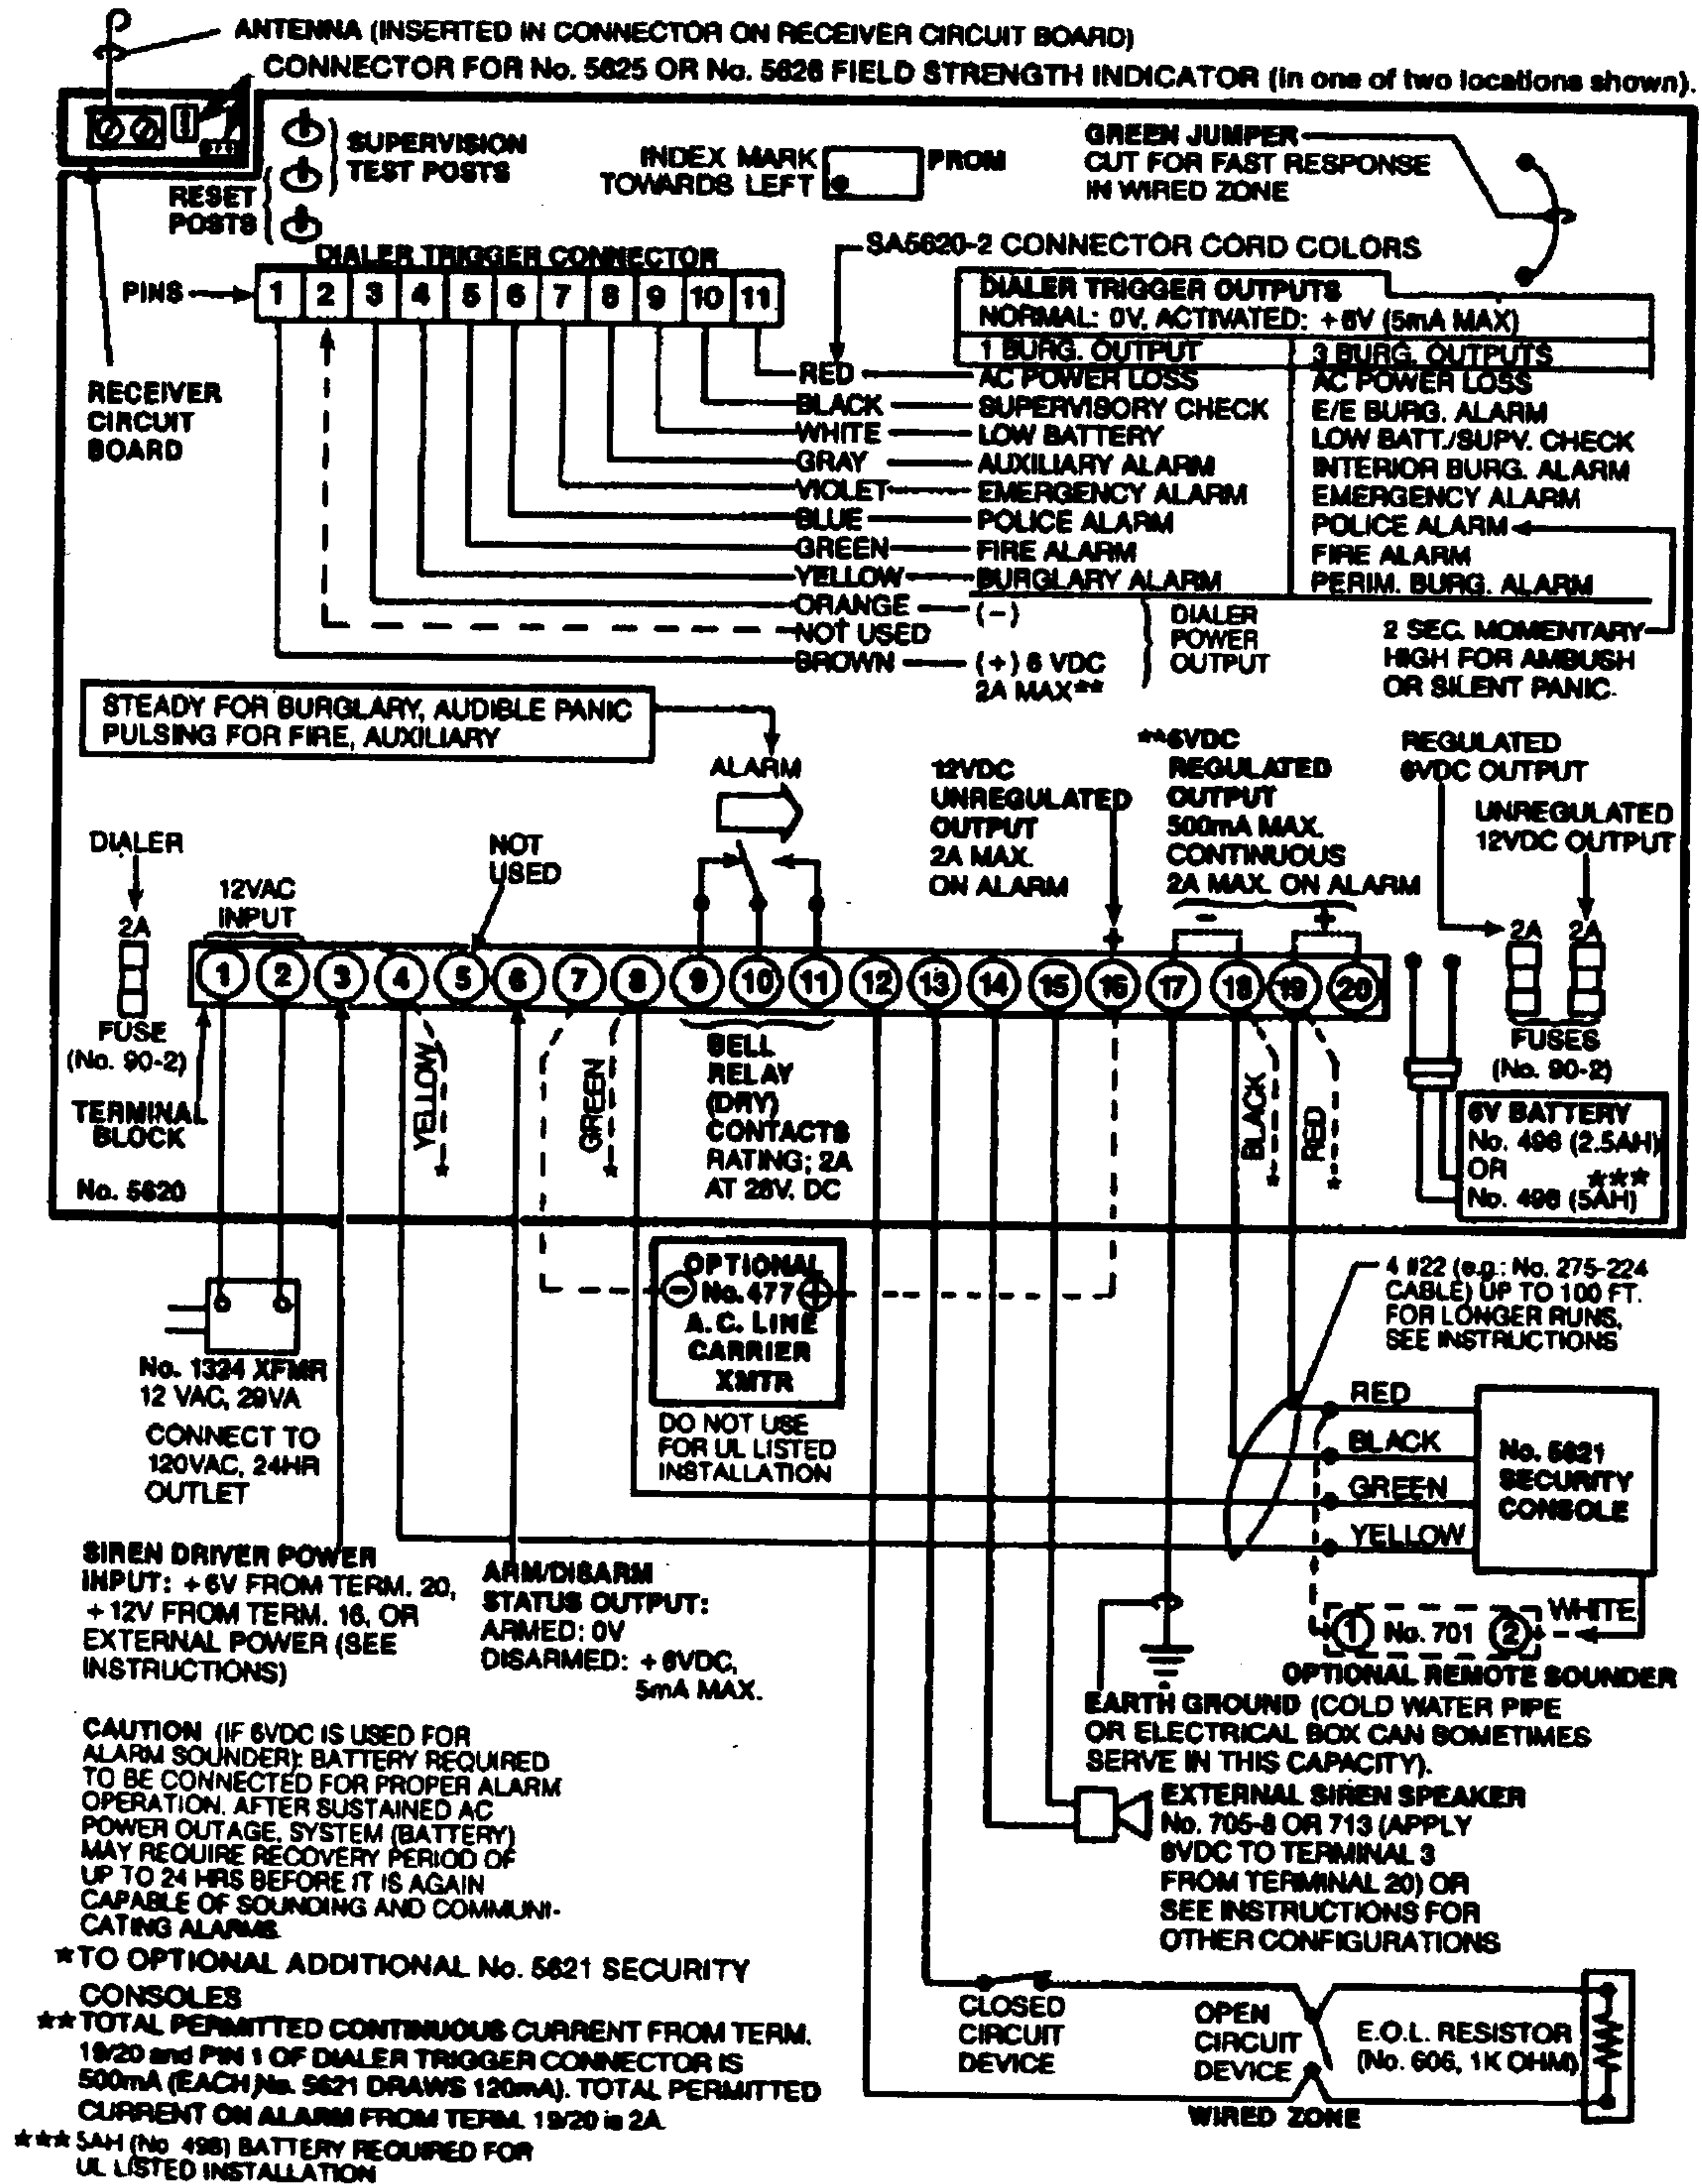 ANTENNA (INSERTED IN CONNECTOR ON RECEIVER CIRCUIT BOARD)
CONNECTOR FOR No. 5625 OR No. 5626 FIELD STRENGTH INDICATOR (in one of two locations shown).
SUPERVISION
TEST POSTS
RESET
POSTS
INDEX MARK
TOWARDS LEFT
PROM
GREEN JUMPER
CUT FOR FAST RESPONSE
IN WIRED ZONE
DIALER TRIGGER CONNECTOR
SA5620-2 CONNECTOR CORD COLORS
PINS
1 2 3 4 5 6 7 8 9 10 11
RECEIVER
CIRCUIT
BOARD
DIALER TRIGGER OUTPUTS
NORMAL: 0V, ACTIVATED: +6V (5mA MAX)
1 BURG. OUTPUT 3 BURG. OUTPUTS
RED AC POWER LOSS AC POWER LOSS
BLACK SUPERVISORY CHECK E/E BURG. ALARM
WHITE LOW BATTERY LOW BATT./SUPV. CHECK
GRAY AUXILIARY ALARM INTERIOR BURG. ALARM
VIOLET EMERGENCY ALARM EMERGENCY ALARM
BLUE POLICE ALARM POLICE ALARM
GREEN FIRE ALARM FIRE ALARM
YELLOW BURGLARY ALARM PERIM. BURG. ALARM
ORANGE (-)
NOT USED
BROWN (+) 6 VDC
2A MAX**
DIALER
POWER
OUTPUT
2 SEC. MOMENTARY
HIGH FOR AMBUSH
OR SILENT PANIC.
STEADY FOR BURGLARY, AUDIBLE PANIC
PULSING FOR FIRE, AUXILIARY
ALARM
12VDC
UNREGULATED
OUTPUT
2A MAX.
ON ALARM
**6VDC
REGULATED
OUTPUT
500mA MAX.
CONTINUOUS
2A MAX. ON ALARM
REGULATED
6VDC OUTPUT
UNREGULATED
12VDC OUTPUT
DIALER
2A
12VAC
INPUT
NOT
USED
- +
+
2A 2A
1 2 3 4 5 6 7 8 9 10 11 12 13 14 15 16 17 18 19 20
FUSE
(No. 90-2)
TERMINAL
BLOCK
No. 5620
YELLOW
*
GREEN
*
BELL
RELAY
(DRY)
CONTACTS
RATING; 2A
AT 28V. DC
BLACK
*
RED
*
FUSES
(No. 90-2)
6V BATTERY
No. 496 (2.5AH)
OR ***
No. 498 (5AH)
OPTIONAL
- No. 477 +
A.C. LINE
CARRIER
XMTR
DO NOT USE
FOR UL LISTED
INSTALLATION
4 #22 (e.g.: No. 275-224
CABLE) UP TO 100 FT.
FOR LONGER RUNS,
SEE INSTRUCTIONS
No. 1324 XFMR
12 VAC, 29VA
CONNECT TO
120VAC, 24HR
OUTLET
RED
BLACK
GREEN
YELLOW
No. 5621
SECURITY
CONSOLE
WHITE
1 No. 701 2
OPTIONAL REMOTE SOUNDER
SIREN DRIVER POWER
INPUT: +6V FROM TERM. 20,
+12V FROM TERM. 16, OR
EXTERNAL POWER (SEE
INSTRUCTIONS)
ARM/DISARM
STATUS OUTPUT:
ARMED: 0V
DISARMED: +6VDC,
5mA MAX.
EARTH GROUND (COLD WATER PIPE
OR ELECTRICAL BOX CAN SOMETIMES
SERVE IN THIS CAPACITY).
EXTERNAL SIREN SPEAKER
No. 705-8 OR 713 (APPLY
6VDC TO TERMINAL 3
FROM TERMINAL 20) OR
SEE INSTRUCTIONS FOR
OTHER CONFIGURATIONS
CAUTION (IF 6VDC IS USED FOR
ALARM SOUNDER): BATTERY REQUIRED
TO BE CONNECTED FOR PROPER ALARM
OPERATION. AFTER SUSTAINED AC
POWER OUTAGE, SYSTEM (BATTERY)
MAY REQUIRE RECOVERY PERIOD OF
UP TO 24 HRS BEFORE IT IS AGAIN
CAPABLE OF SOUNDING AND COMMUNI-
CATING ALARMS.
*TO OPTIONAL ADDITIONAL No. 5621 SECURITY
CONSOLES
**TOTAL PERMITTED CONTINUOUS CURRENT FROM TERM.
19/20 and PIN 1 OF DIALER TRIGGER CONNECTOR IS
500mA (EACH No. 5621 DRAWS 120mA). TOTAL PERMITTED
CURRENT ON ALARM FROM TERM. 19/20 is 2A.
***5AH (No 498) BATTERY REQUIRED FOR
UL LISTED INSTALLATION
CLOSED
CIRCUIT
DEVICE
OPEN
CIRCUIT
DEVICE
E.O.L. RESISTOR
(No. 606, 1K OHM)
WIRED ZONE